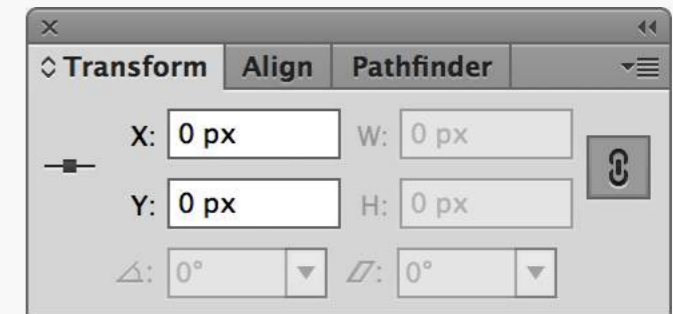 Transform Align Pathfinder
X: 0 px W: 0 px
Y: 0 px H: 0 px
: 0° : 0°